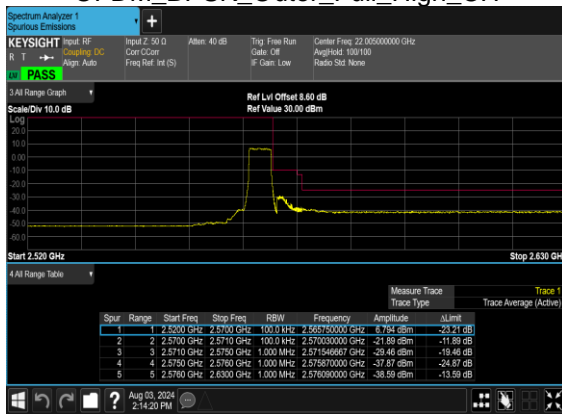 Spectrum Analyzer 1
Spurious Emissions
+
KEYSIGHT Input: RF Input Z: 50 Ω Atten: 40 dB Trig: Free Run Center Freq: 22.005000000 GHz
R T Coupling: DC Corr CCorr Gate: Off Avg|Hold: 100/100
Align: Auto Freq Ref: Int (S) IF Gain: Low Radio Std: None
PASS
3 All Range Graph
Ref Lvl Offset 8.60 dB
Scale/Div 10.0 dB Ref Value 30.00 dBm
Log
20.0
10.0
0.00
-10.0
-20.0
-30.0
-40.0
-50.0
-60.0
Start 2.520 GHz Stop 2.630 GH
4 All Range Table
Measure Trace Trace 1
Trace Type Trace Average (Active)
Spur Range Start Freq Stop Freq RBW Frequency Amplitude ΔLimit
1 1 2.5200 GHz 2.5700 GHz 100.0 kHz 2.565750000 GHz 6.794 dBm -23.21 dB
2 2 2.5700 GHz 2.5710 GHz 100.0 kHz 2.570030000 GHz -21.89 dBm -11.89 dB
3 3 2.5710 GHz 2.5750 GHz 1.000 MHz 2.571546667 GHz -29.46 dBm -19.46 dB
4 4 2.5750 GHz 2.5760 GHz 1.000 MHz 2.575870000 GHz -37.87 dBm -24.87 dB
5 5 2.5760 GHz 2.6300 GHz 1.000 MHz 2.576090000 GHz -38.59 dBm -13.59 dB
? Aug 03, 2024
2:14:20 PM